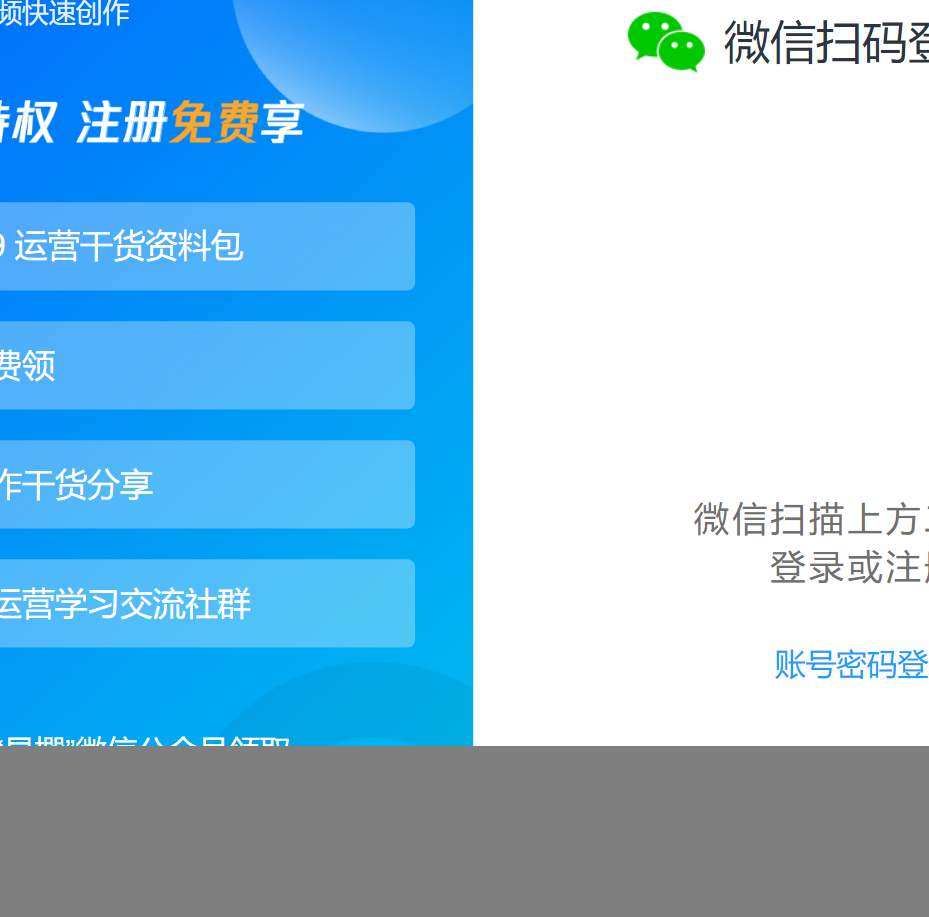 频快速创作
特权 注册免费享
9 运营干货资料包
费领
作干货分享
运营学习交流社群
微信扫码登
微信扫描上方
登录或注册
账号密码登